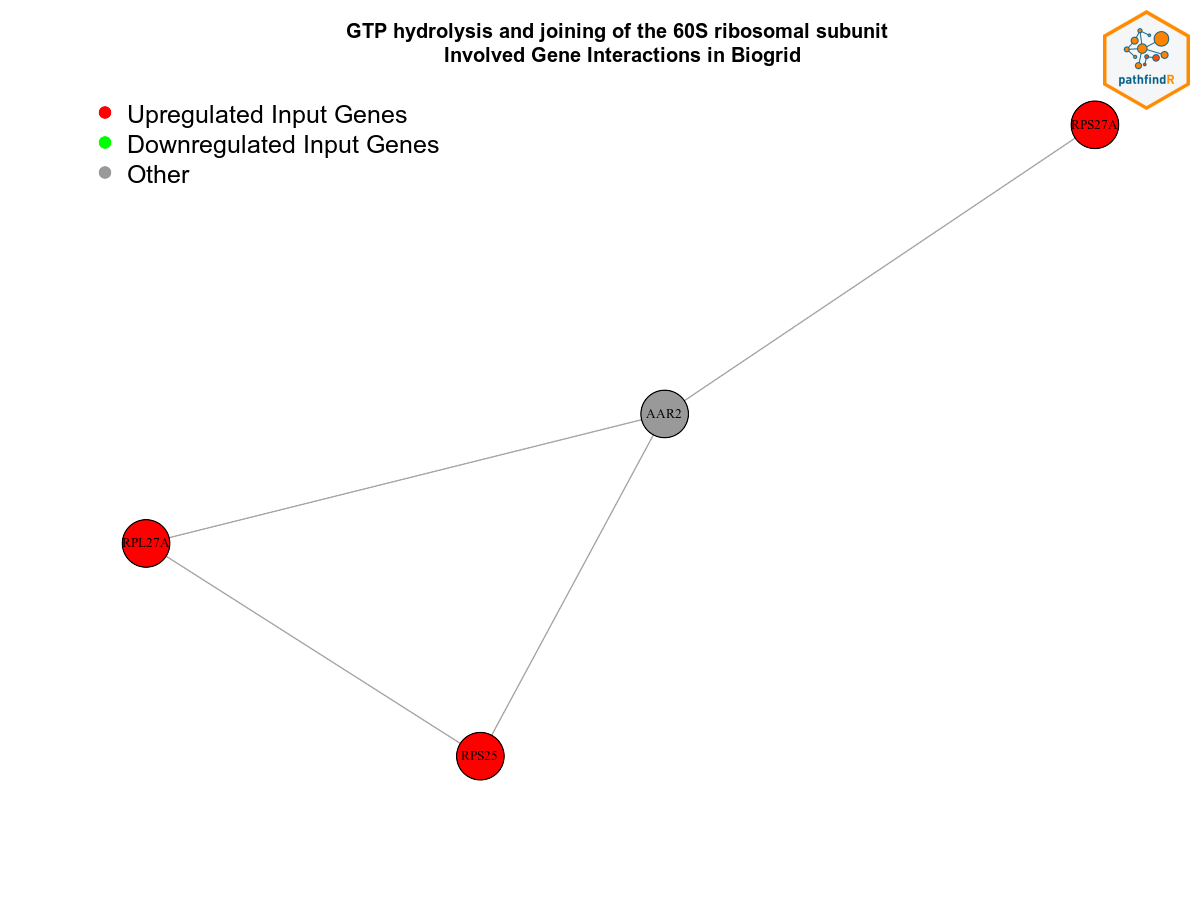 GTP hydrolysis and joining of the 60S ribosomal subunit
Involved Gene Interactions in Biogrid
pathfindR
Upregulated Input Genes
Downregulated Input Genes
Other
RPS27A
AAR2
RPL27A
RPS25